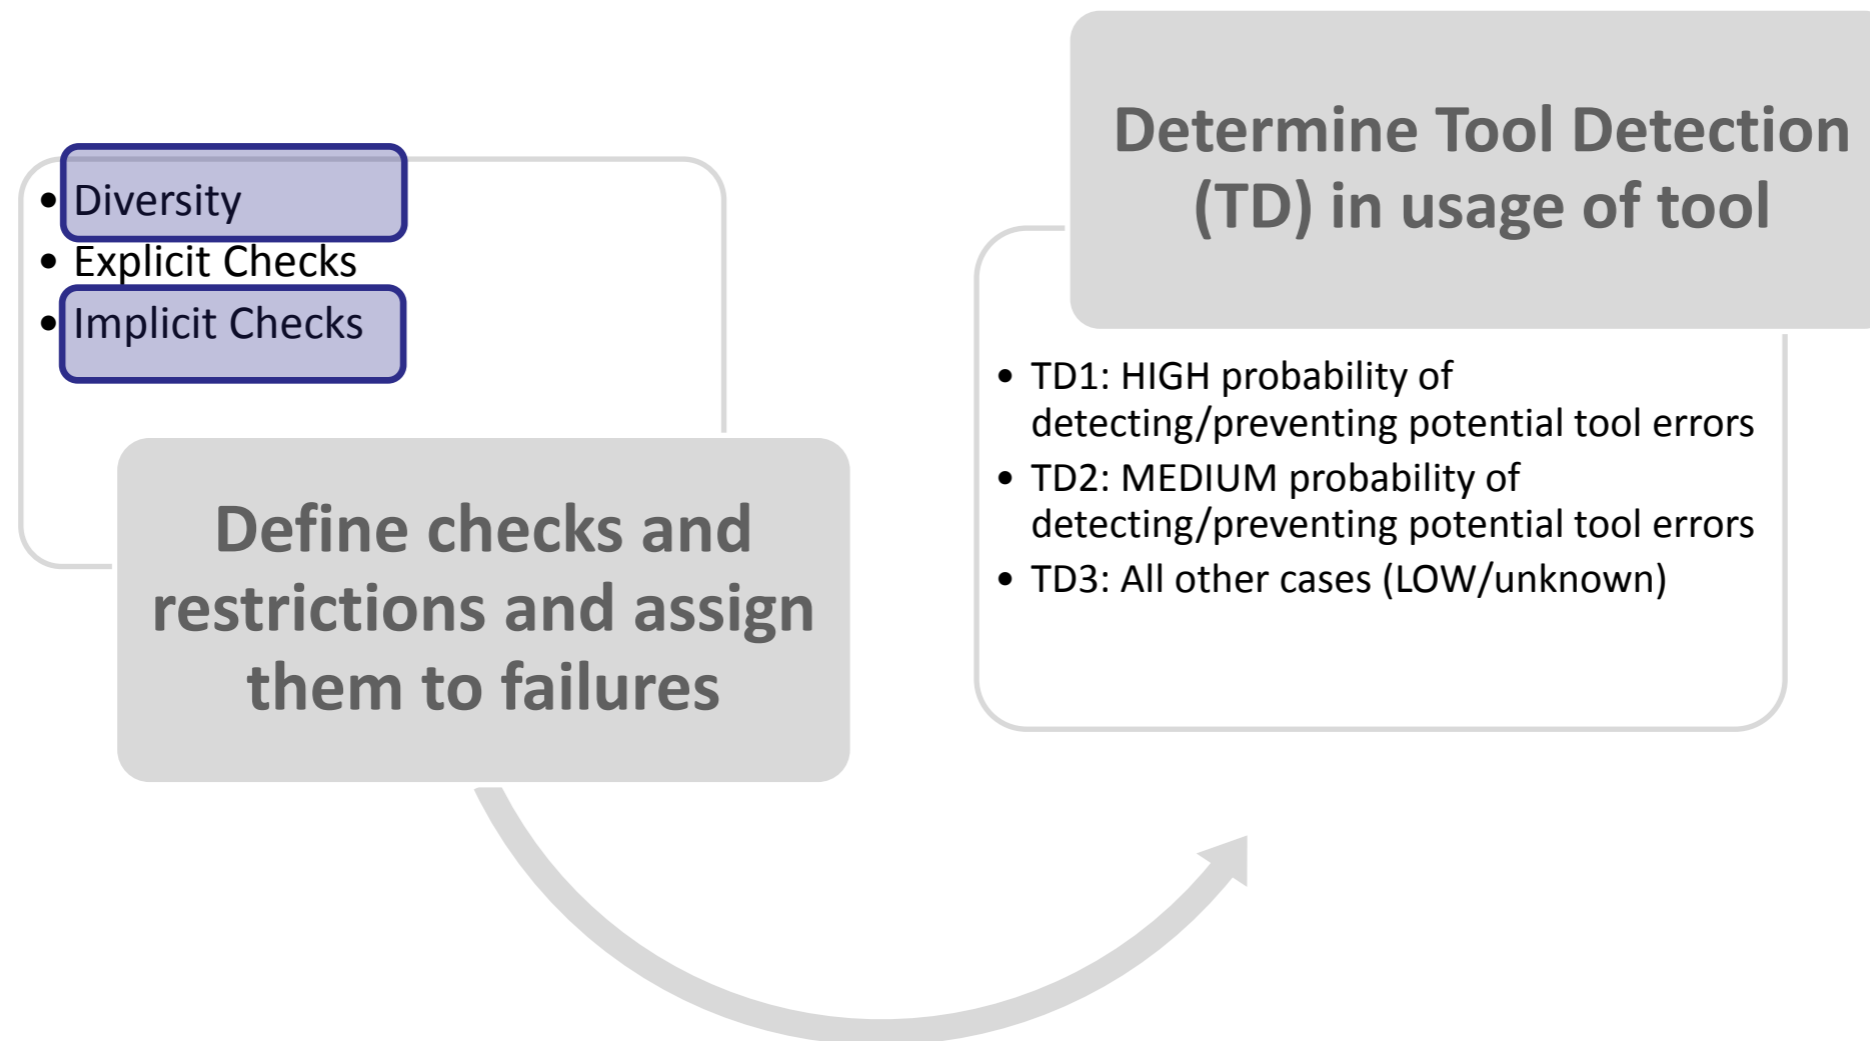 • Diversity
• Explicit Checks
• Implicit Checks
Define checks and
restrictions and assign
them to failures
Determine Tool Detection
(TD) in usage of tool
• TD1: HIGH probability of
detecting/preventing potential tool errors
• TD2: MEDIUM probability of
detecting/preventing potential tool errors
• TD3: All other cases (LOW/unknown)